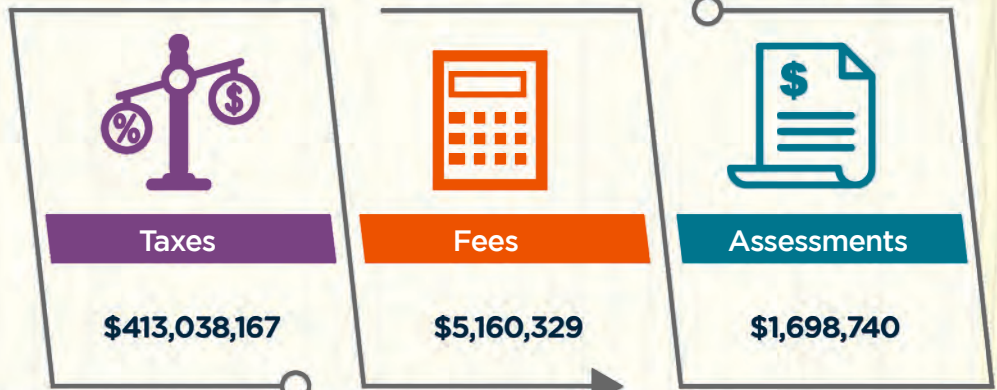 %
$
$
Taxes
Fees
Assessments
$413,038,167
$5,160,329
$1,698,740